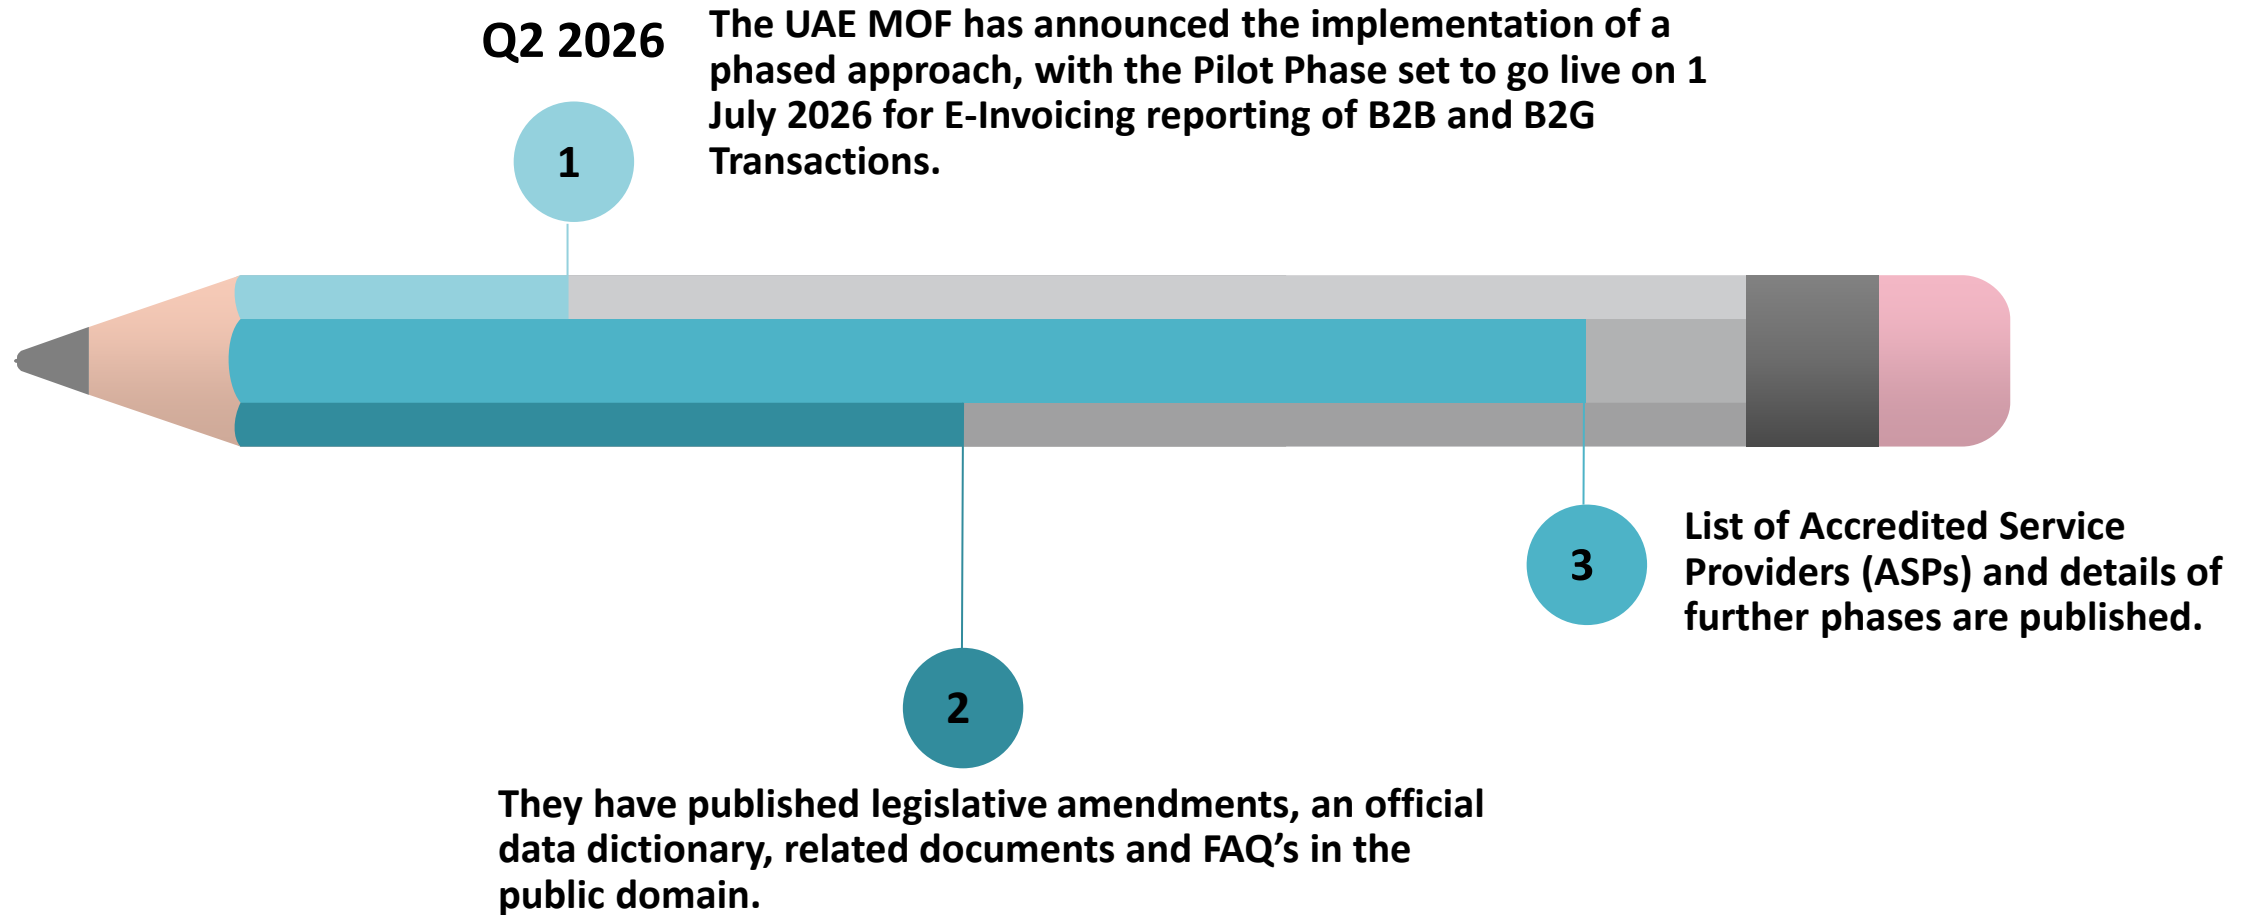 Q2 2026
The UAE MOF has announced the implementation of a
phased approach, with the Pilot Phase set to go live on 1
July 2026 for E-Invoicing reporting of B2B and B2G
Transactions.
1
3
List of Accredited Service
Providers (ASPs) and details of
further phases are published.
2
They have published legislative amendments, an official
data dictionary, related documents and FAQ’s in the
public domain.